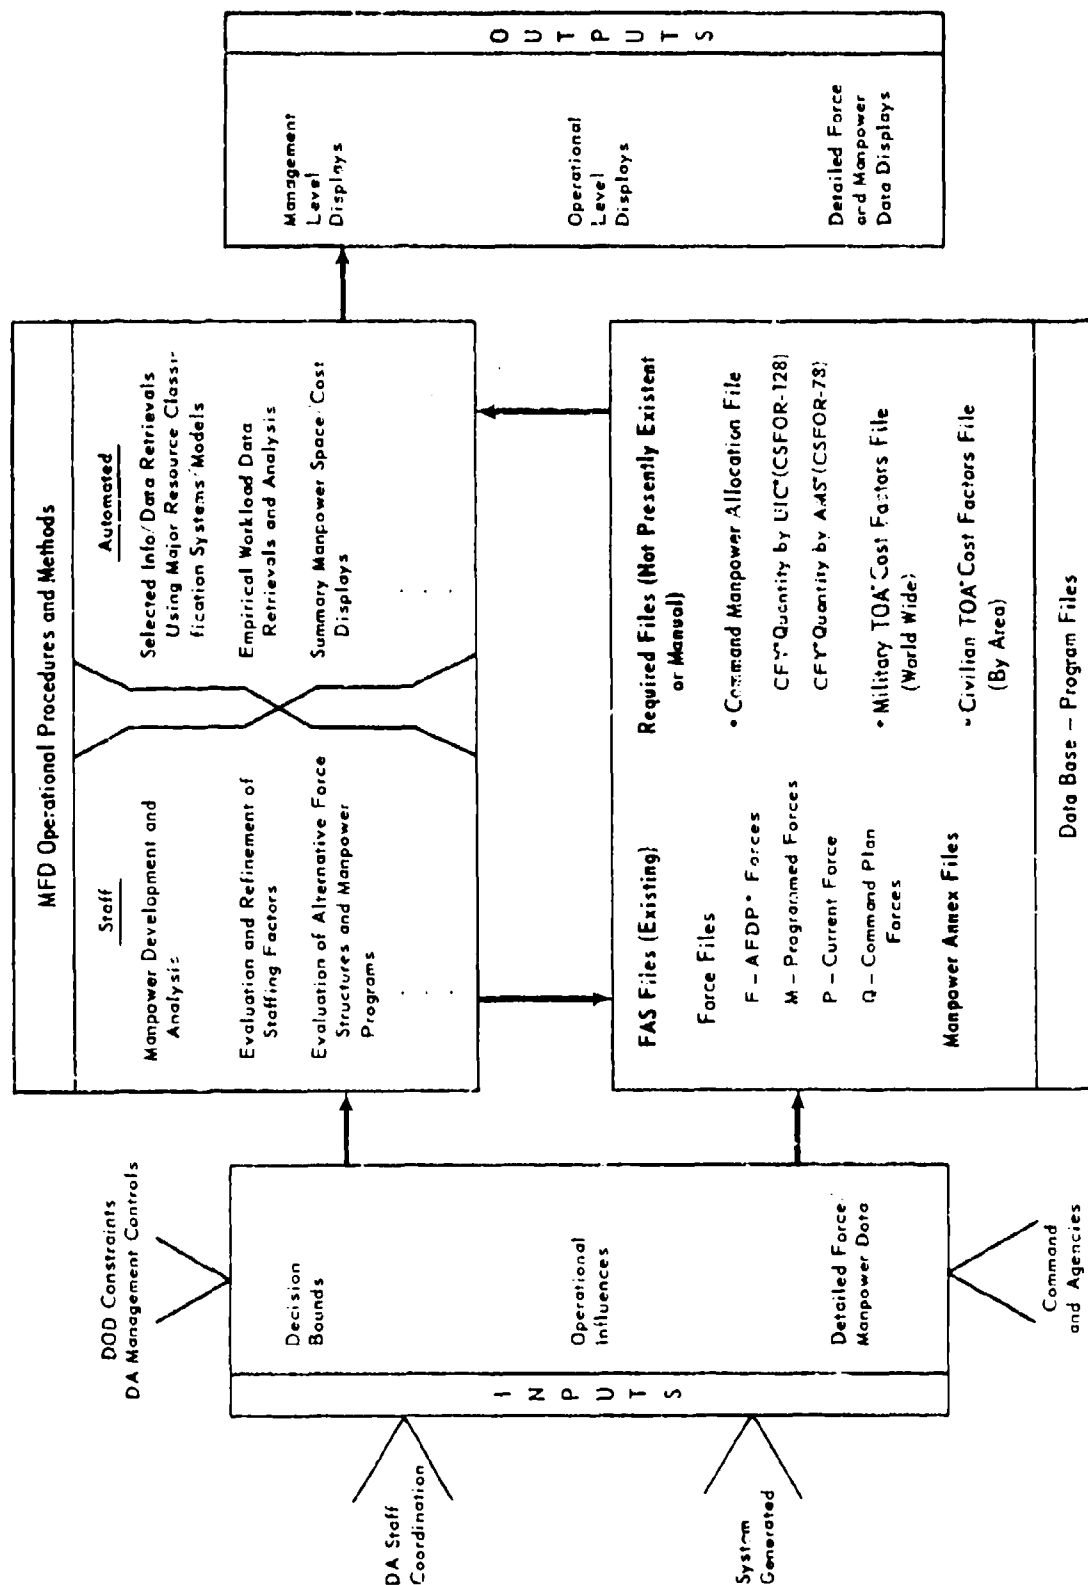 DOD Constraints
DA Management Controls
DA Staff
Coordination
System
Generated
Command
and Agencies
INPUTS
Decision
Bounds
Operational
Influences
Detailed Force
Manpower Data
MFD Operational Procedures and Methods
Staff
Manpower Development and
Analysis
Evaluation and Refinement of
Staffing Factors
Evaluation of Alternative Force
Structures and Manpower
Programs
. . .
Automated
Selected Info/Data Retrievals
Using Major Resource Classi-
fication Systems/Models
Empirical Workload Data
Retrievals and Analysis
Summary Manpower Space/Cost
Displays
. . .
FAS Files (Existing)
Force Files
F – AFDP* Forces
M – Programmed Forces
P – Current Force
Q – Command Plan
Forces
Manpower Annex Files
Required Files (Not Presently Existent
or Manual)
• Command Manpower Allocation File
CFY* Quantity by UIC* (CSFOR-128)
CFY* Quantity by AMS* (CSFOR-78)
• Military TOA* Cost Factors File
(World Wide)
• Civilian TOA* Cost Factors File
(By Area)
Data Base – Program Files
OUTPUTS
Management
Level
Displays
Operational
Level
Displays
Detailed Force
and Manpower
Data Displays